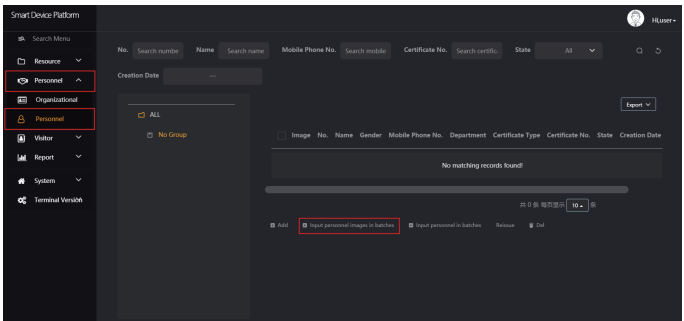 Smart Device Platform
HLuser
Search Menu
No. Search numbe Name Search name Mobile Phone No. Search mobile Certificate No. Search certific. State All
Resource
Creation Date ---
Personnel
Organizational
Export
ALL
Personnel
No Group
Image No. Name Gender Mobile Phone No. Department Certificate Type Certificate No. State Creation Date
Visitor
Report
No matching records found!
System
Terminal Version
共 0 条 每页显示 10 条
Add Input personnel images in batches Input personnel in batches Reissue Del